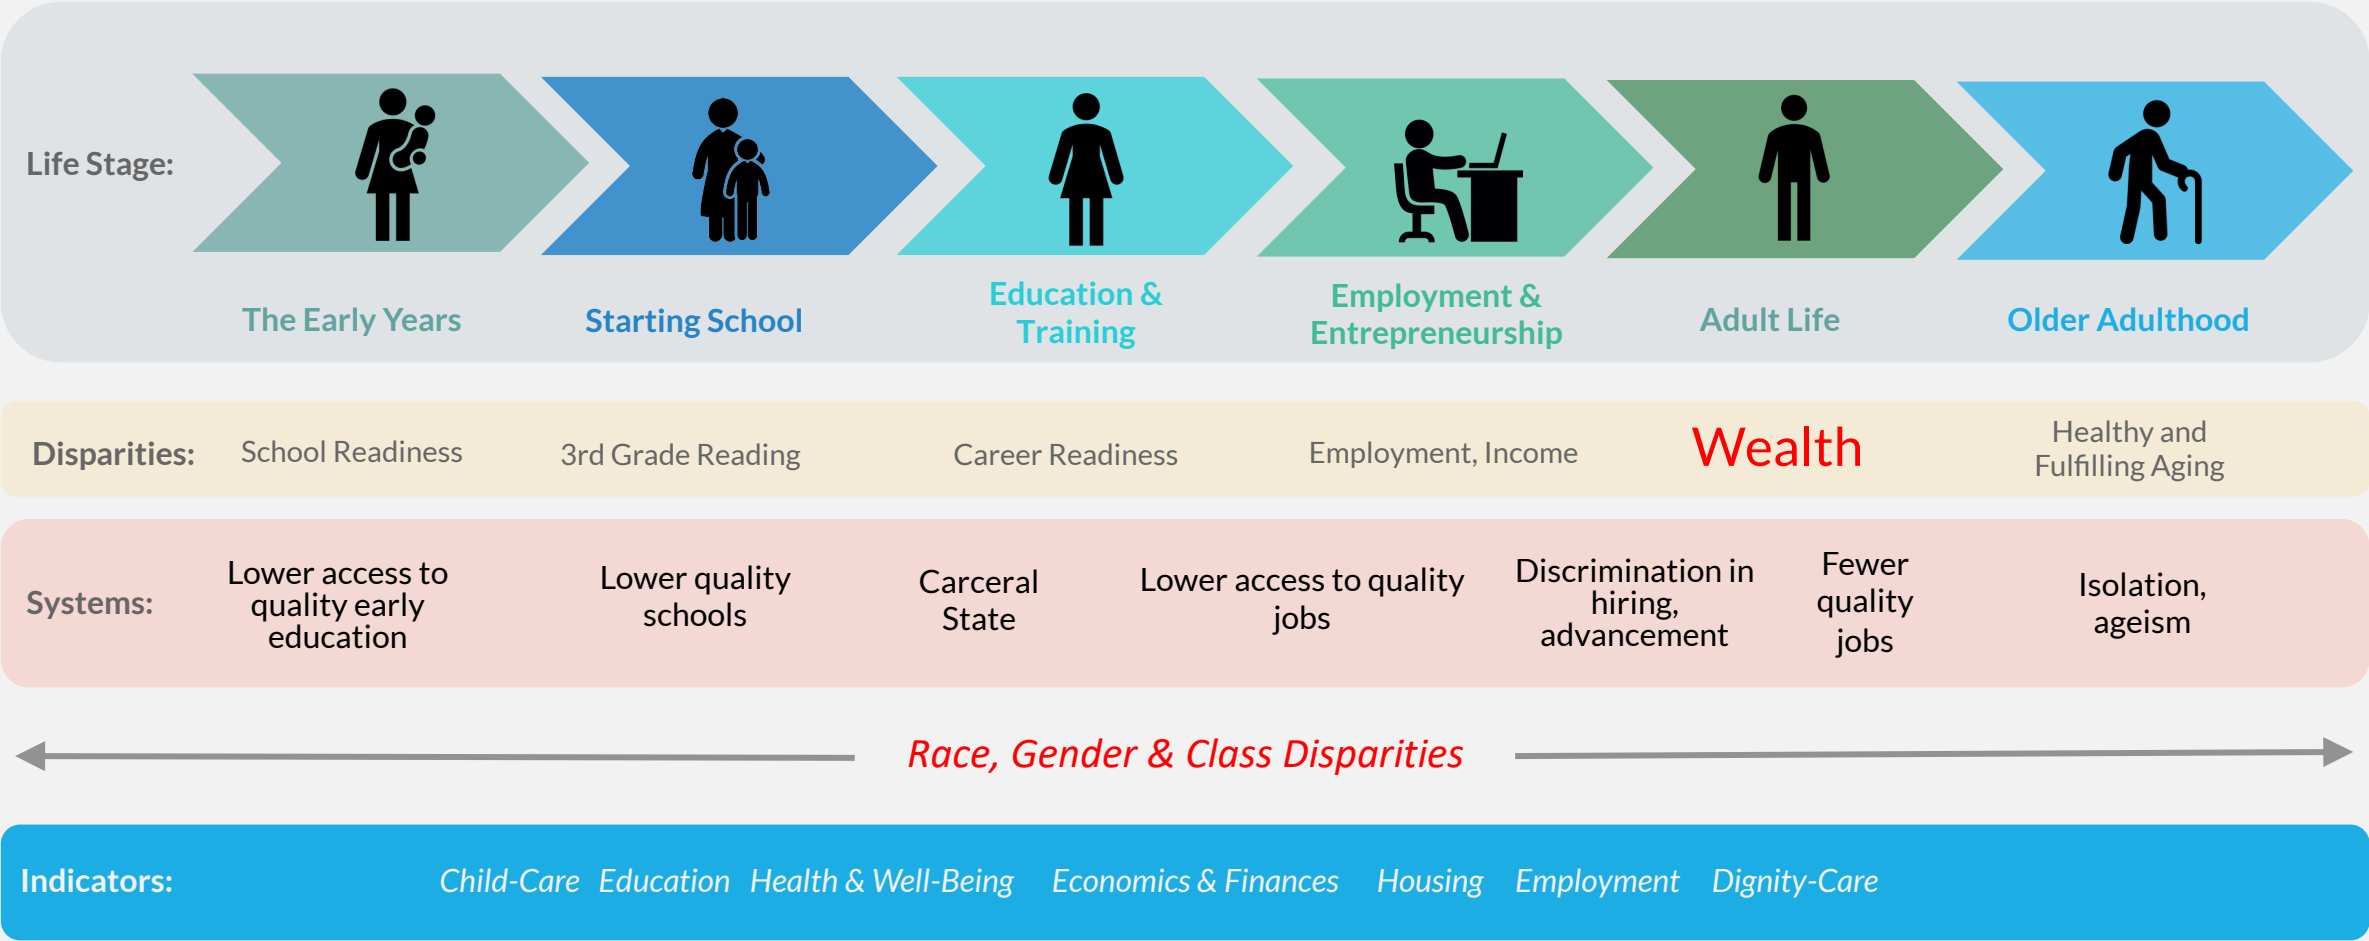 Life Stage:
The Early Years
Starting School
Education &
Training
Employment &
Entrepreneurship
Adult Life
Older Adulthood
Disparities:
School Readiness
3rd Grade Reading
Career Readiness
Employment, Income
Wealth
Healthy and
Fulfilling Aging
Systems:
Lower access to
quality early
education
Lower quality
schools
Carceral
State
Lower access to quality
jobs
Discrimination in
hiring,
advancement
Fewer
quality
jobs
Isolation,
ageism
Race, Gender & Class Disparities
Indicators:
Child-Care Education Health & Well-Being Economics & Finances Housing Employment Dignity-Care